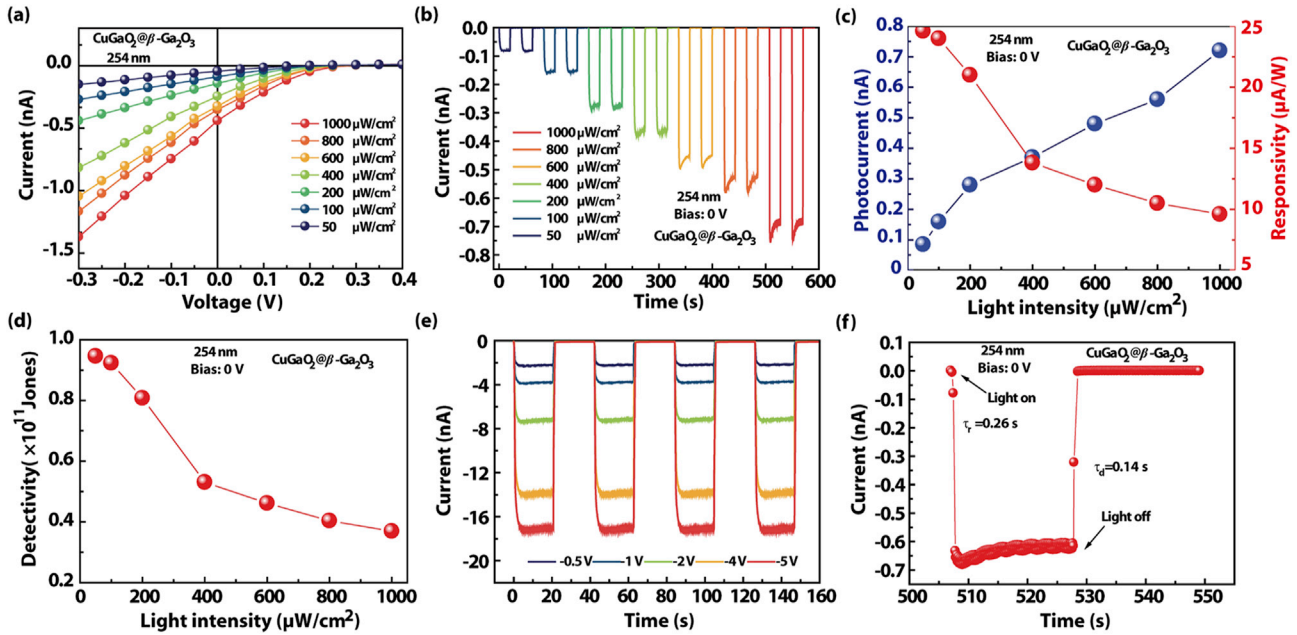 (a)
CuGaO₂@β-Ga₂O₃
254 nm
0.0
-0.5
-1.0
-1.5
Current (nA)
1000 μW/cm²
800 μW/cm²
600 μW/cm²
400 μW/cm²
200 μW/cm²
100 μW/cm²
50 μW/cm²
-0.3 -0.2 -0.1 0.0 0.1 0.2 0.3 0.4
Voltage (V)
(b)
0.0
-0.1
-0.2
-0.3
-0.4
-0.5
-0.6
-0.7
-0.8
Current (nA)
1000 μW/cm²
800 μW/cm²
600 μW/cm²
400 μW/cm²
200 μW/cm²
100 μW/cm²
50 μW/cm²
254 nm
Bias: 0 V
CuGaO₂@β-Ga₂O₃
0 100 200 300 400 500 600
Time (s)
(c)
0.8
0.7
0.6
0.5
0.4
0.3
0.2
0.1
0
Photocurrent (nA)
254 nm
Bias: 0 V
CuGaO₂@β-Ga₂O₃
25
20
15
10
5
Responsivity (μA/W)
0 200 400 600 800 1000
Light intensity (μW/cm²)
(d)
1.0
0.8
0.6
0.4
0.2
Detectivity( ×10¹¹ Jones)
254 nm
Bias: 0 V
CuGaO₂@β-Ga₂O₃
0 200 400 600 800 1000
Light intensity (μW/cm²)
(e)
0
-4
-8
-12
-16
-20
Current (nA)
-0.5 V -1 V -2 V -4 V -5 V
0 20 40 60 80 100 120 140 160
Time (s)
(f)
0.1
0.0
-0.1
-0.2
-0.3
-0.4
-0.5
-0.6
-0.7
Current (nA)
254 nm
Bias: 0 V
CuGaO₂@β-Ga₂O₃
Light on
τr =0.26 s
τd=0.14 s
Light off
500 510 520 530 540 550
Time (s)